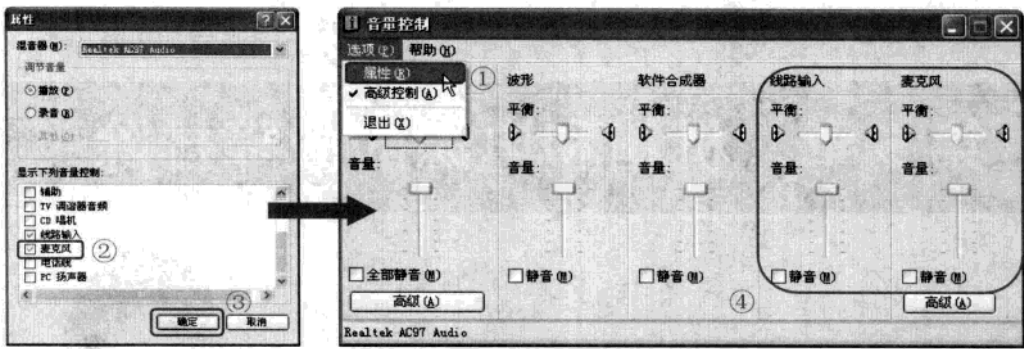 属性
混音器(M):
Realtek AC97 Audio
调节音量
播放(P)
录音(R)
显示下列音量控制:
辅助
TV 调谐器音频
CD 唱机
线路输入
麦克风
②
电话线
PC 扬声器
③
确定
取消
音量控制
选项(P) 帮助(H)
属性(R)
①
高级控制(A)
退出(X)
音量:
全部静音(M)
高级(A)
波形
平衡:
音量:
静音(M)
软件合成器
平衡:
音量:
静音(M)
④
线路输入
平衡:
音量:
静音(M)
麦克风
平衡:
音量:
静音(M)
高级(A)
Realtek AC97 Audio